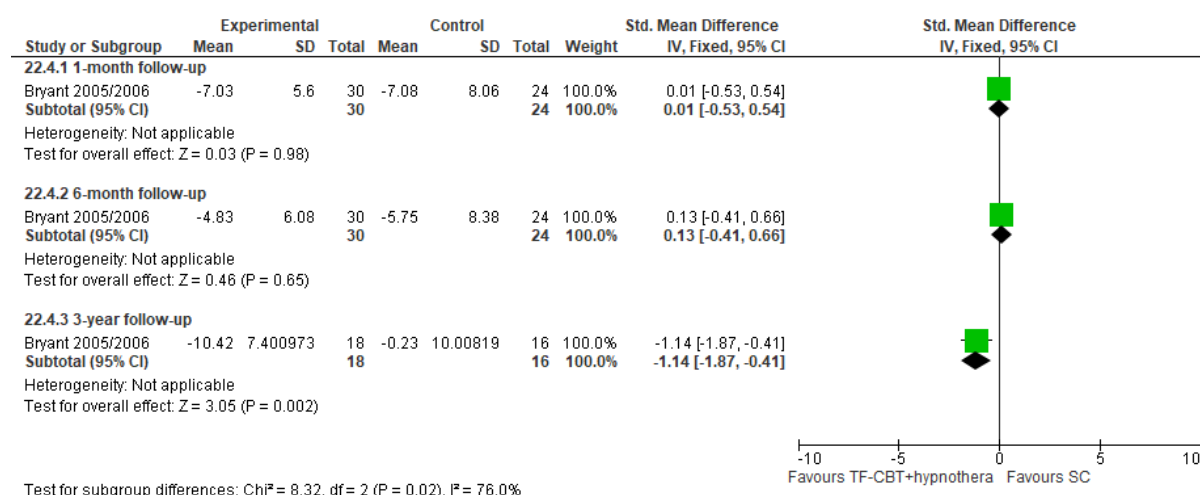 Experimental Control Std. Mean Difference Std. Mean Difference
Study or Subgroup Mean SD Total Mean SD Total Weight IV, Fixed, 95% CI IV, Fixed, 95% CI
22.4.1 1-month follow-up
Bryant 2005/2006 -7.03 5.6 30 -7.08 8.06 24 100.0% 0.01 [-0.53, 0.54]
Subtotal (95% CI) 30 24 100.0% 0.01 [-0.53, 0.54]
Heterogeneity: Not applicable
Test for overall effect: Z = 0.03 (P = 0.98)
22.4.2 6-month follow-up
Bryant 2005/2006 -4.83 6.08 30 -5.75 8.38 24 100.0% 0.13 [-0.41, 0.66]
Subtotal (95% CI) 30 24 100.0% 0.13 [-0.41, 0.66]
Heterogeneity: Not applicable
Test for overall effect: Z = 0.46 (P = 0.65)
22.4.3 3-year follow-up
Bryant 2005/2006 -10.42 7.400973 18 -0.23 10.00819 16 100.0% -1.14 [-1.87, -0.41]
Subtotal (95% CI) 18 16 100.0% -1.14 [-1.87, -0.41]
Heterogeneity: Not applicable
Test for overall effect: Z = 3.05 (P = 0.002)
-10 -5 0 5 10
Favours TF-CBT+hypnothera Favours SC
Test for subgroup differences: Chi² = 8.32, df = 2 (P = 0.02), I² = 76.0%